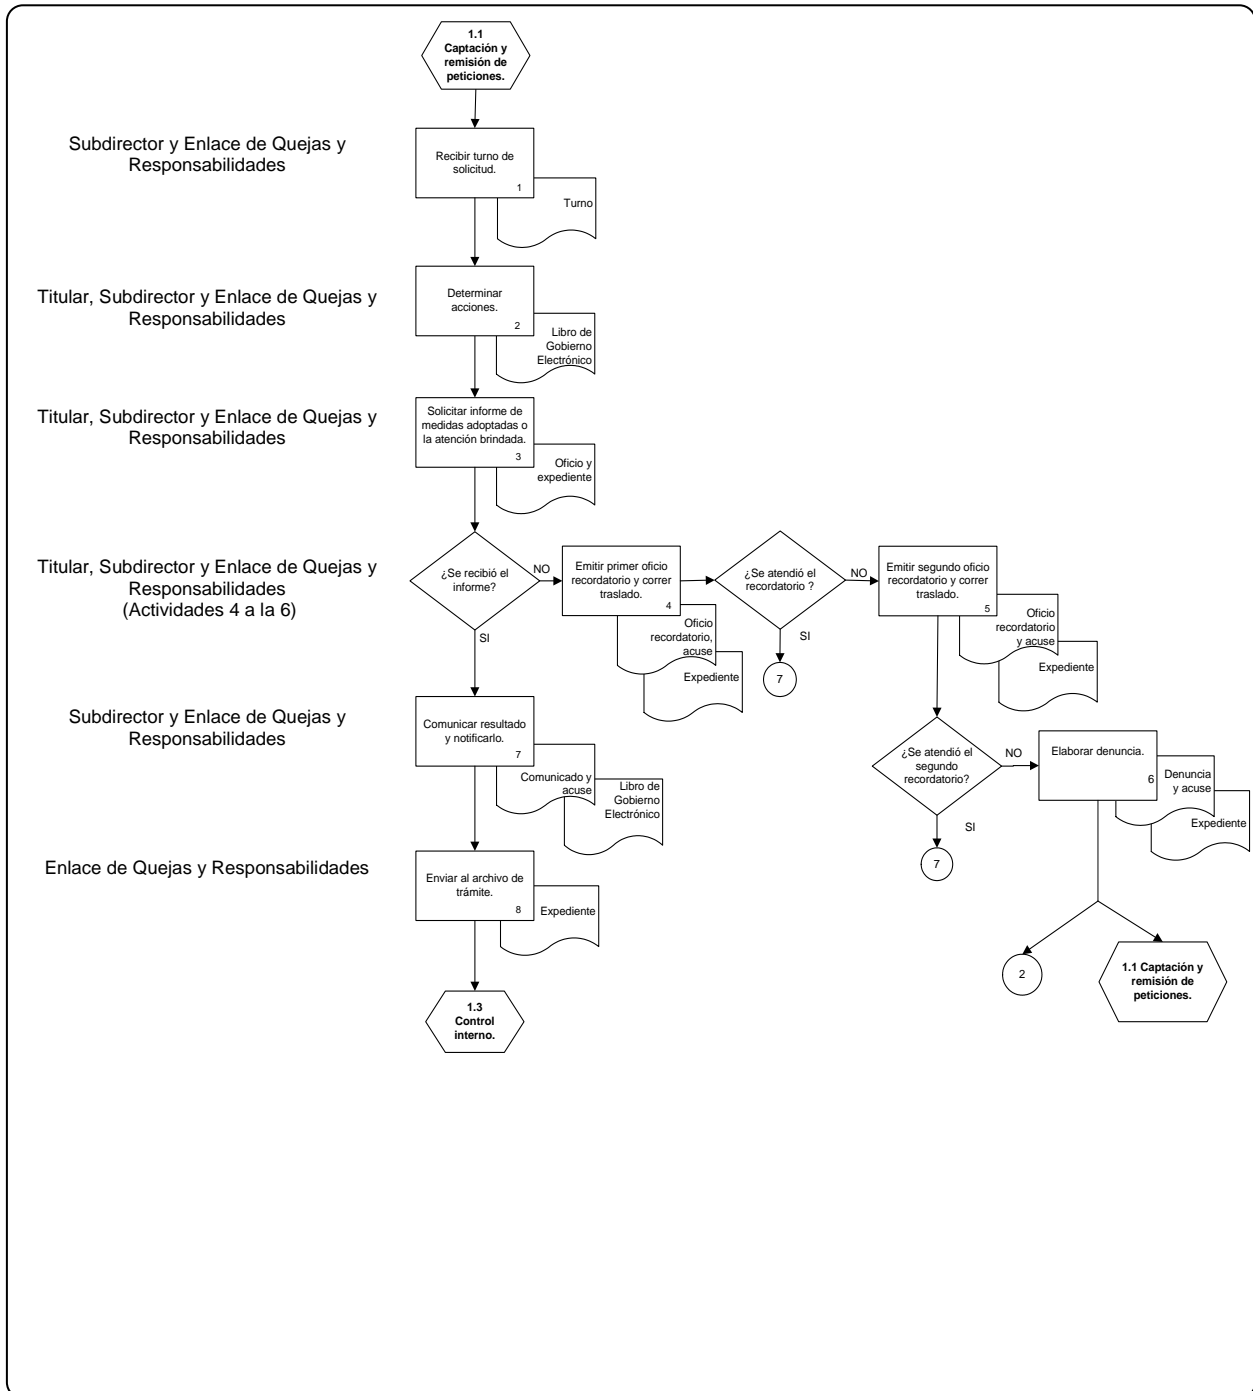 1.1
Captación y
remisión de
peticiones.
Subdirector y Enlace de Quejas y
Responsabilidades
Recibir turno de
solicitud.
1
Turno
Titular, Subdirector y Enlace de Quejas y
Responsabilidades
Determinar
acciones.
2
Libro de
Gobierno
Electrónico
Titular, Subdirector y Enlace de Quejas y
Responsabilidades
Solicitar informe de
medidas adoptadas o
la atención brindada.
3
Oficio y
expediente
Titular, Subdirector y Enlace de Quejas y
Responsabilidades
(Actividades 4 a la 6)
¿Se recibió el
informe?
NO
SI
Emitir primer oficio
recordatorio y correr
traslado.
4
Oficio
recordatorio,
acuse
Expediente
¿Se atendió el
recordatorio ?
NO
SI
7
Emitir segundo oficio
recordatorio y correr
traslado.
5
Oficio
recordatorio
y acuse
Expediente
Subdirector y Enlace de Quejas y
Responsabilidades
Comunicar resultado
y notificarlo.
7
Comunicado y
acuse
Libro de
Gobierno
Electrónico
¿Se atendió el
segundo
recordatorio?
NO
SI
7
Elaborar denuncia.
6
Denuncia
y acuse
Expediente
Enlace de Quejas y Responsabilidades
Enviar al archivo de
trámite.
8
Expediente
2
1.1 Captación y
remisión de
peticiones.
1.3
Control
interno.